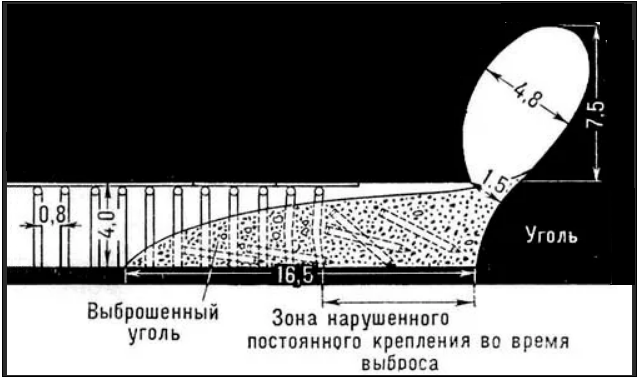 4,8
7,5
1,5
0,8
4,0
Уголь
16,5
Выброшенный
уголь
Зона нарушенного
постоянного крепления во время
выброса